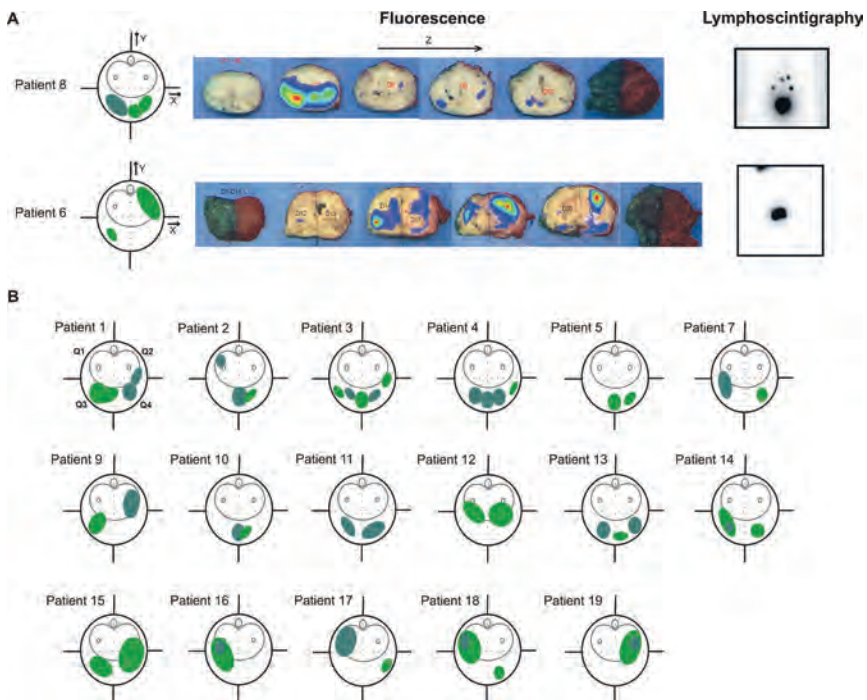 A
Fluorescence
Lymphoscintigraphy
Y
Z
Patient 8
X
Y
Patient 6
X
B
Patient 1
Patient 2
Patient 3
Patient 4
Patient 5
Patient 7
Q1
Q2
Q3
Q4
Patient 9
Patient 10
Patient 11
Patient 12
Patient 13
Patient 14
Patient 15
Patient 16
Patient 17
Patient 18
Patient 19